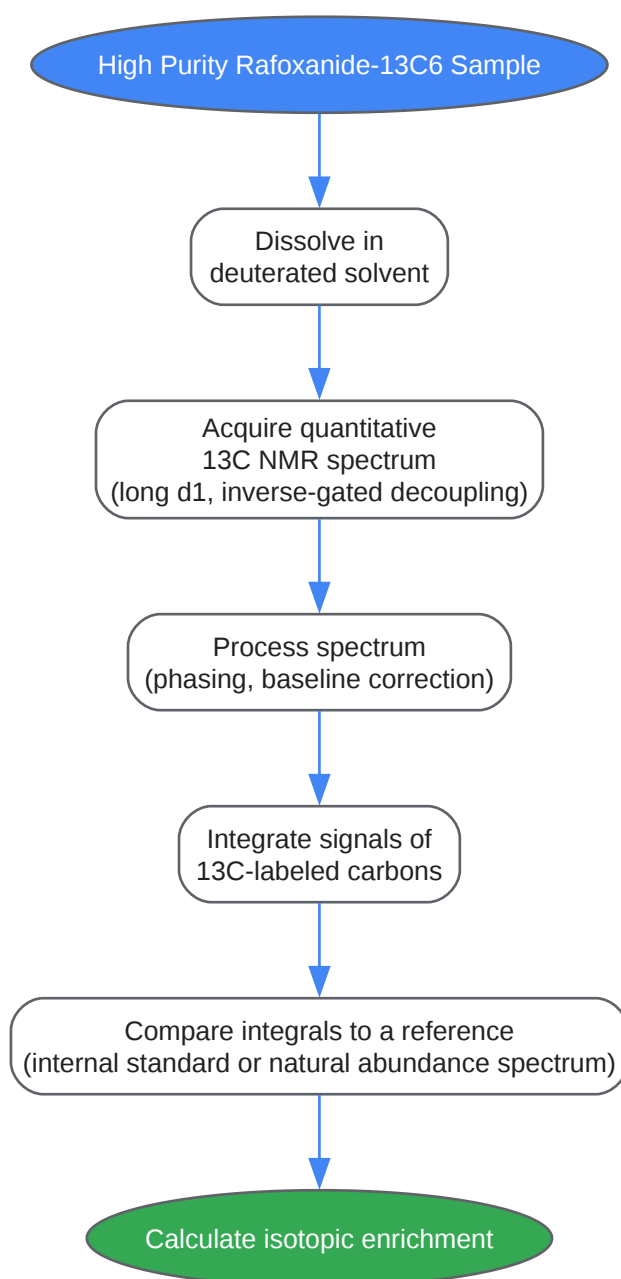 High Purity Rafoxanide-13C6 Sample
Dissolve in
deuterated solvent
Acquire quantitative
13C NMR spectrum
(long d1, inverse-gated decoupling)
Process spectrum
(phasing, baseline correction)
Integrate signals of
13C-labeled carbons
Compare integrals to a reference
(internal standard or natural abundance spectrum)
Calculate isotopic enrichment